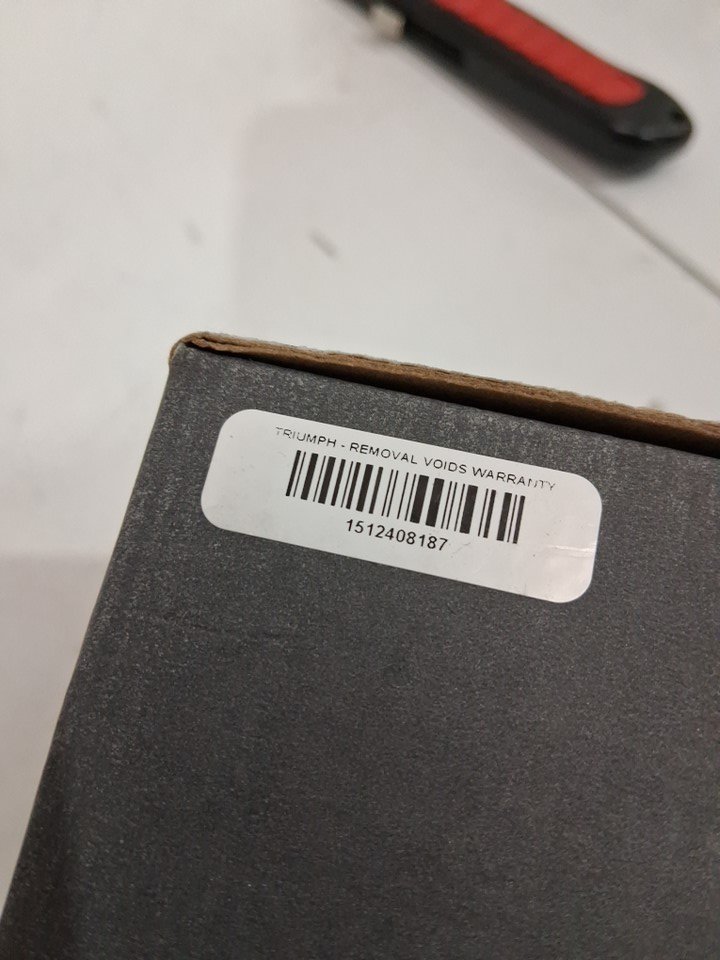 TRIUMPH - REMOVAL VOIDS WARRANTY
1512408187